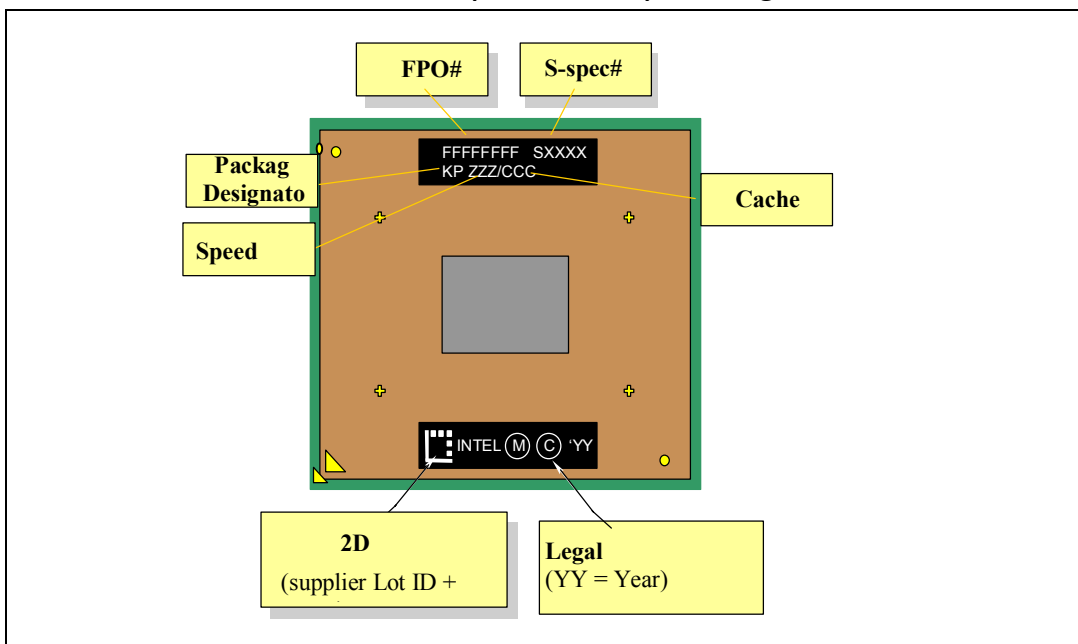 FPO#
S-spec#
FFFFFFFF SXXXX
KP ZZZ/CCC
Packag
Designato
Cache
Speed
INTEL M C ‘YY
2D
(supplier Lot ID +
Legal
(YY = Year)